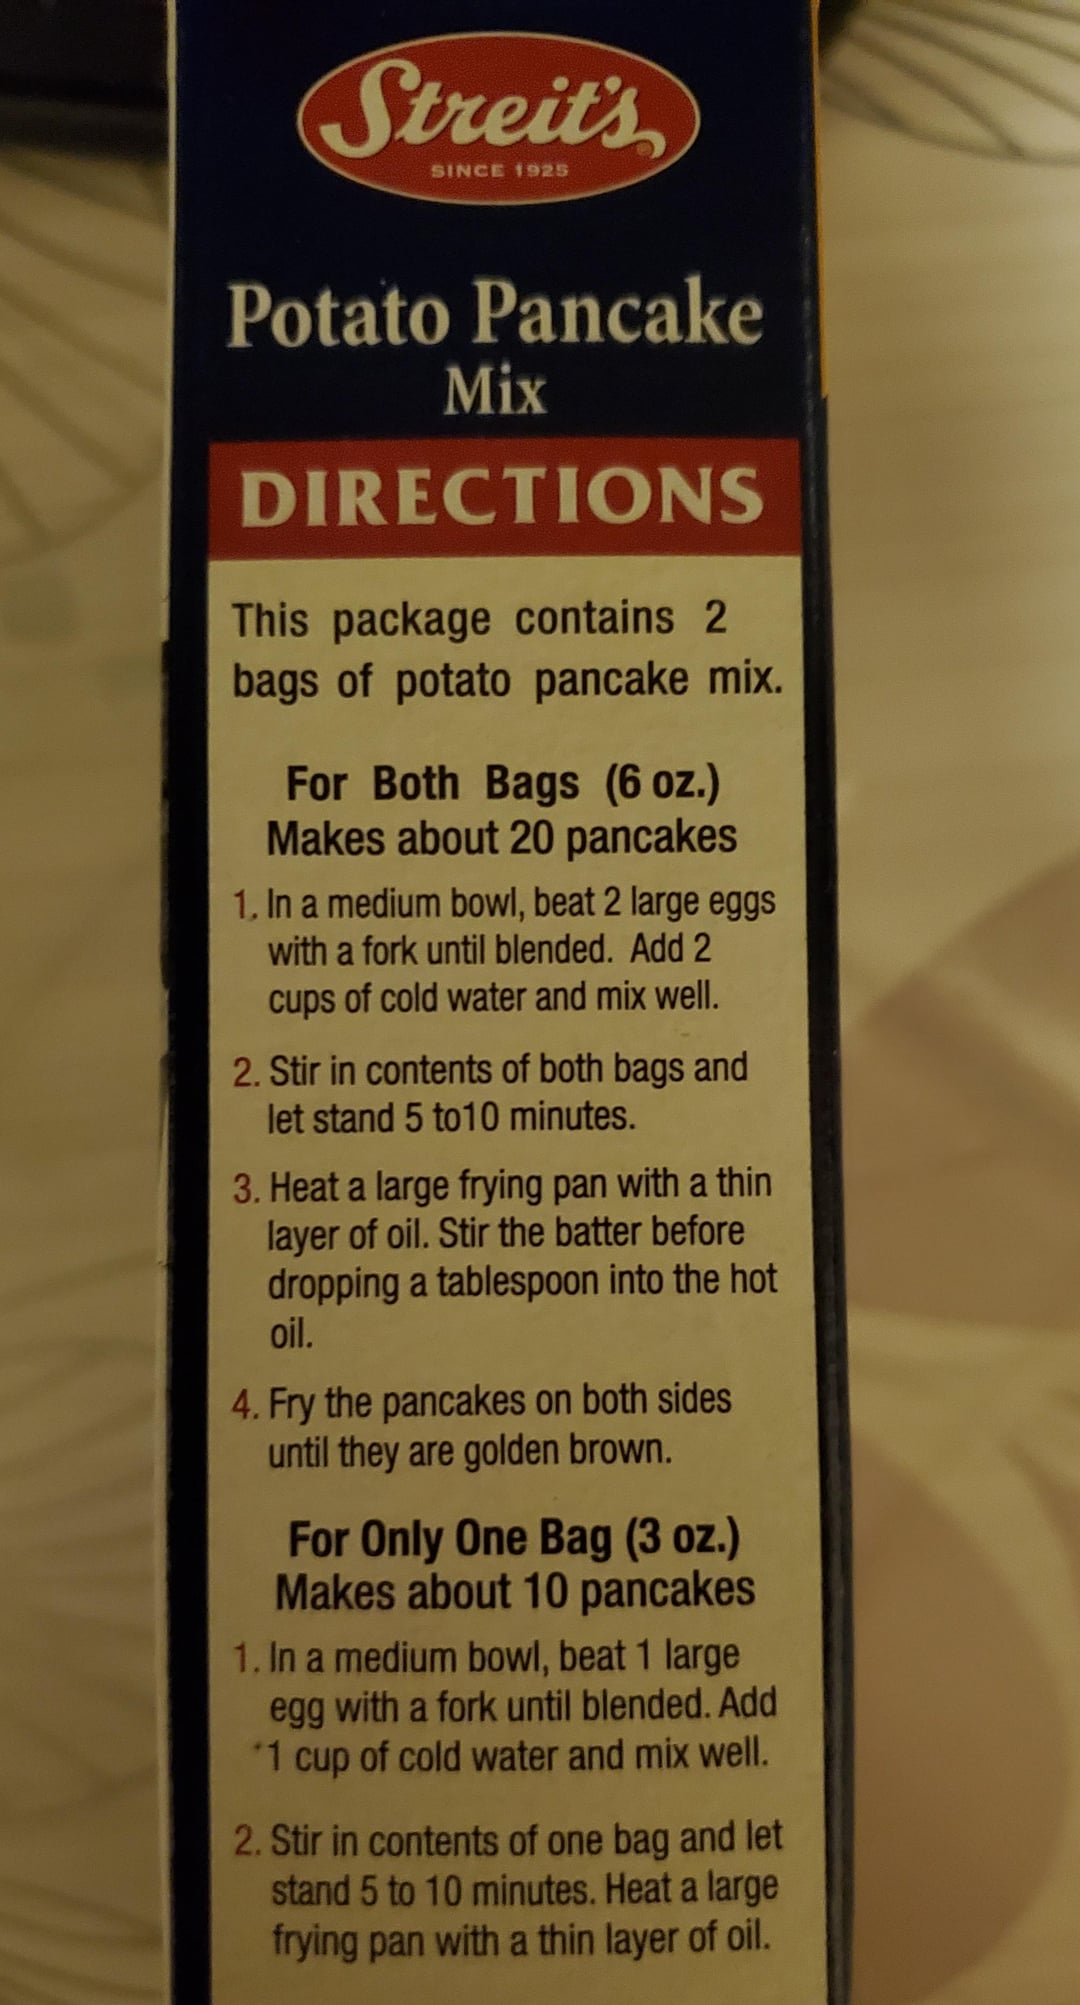 Streit's®
SINCE 1925
Potato Pancake
Mix
DIRECTIONS
This package contains 2
bags of potato pancake mix.
For Both Bags (6 oz.)
Makes about 20 pancakes
1. In a medium bowl, beat 2 large eggs
with a fork until blended. Add 2
cups of cold water and mix well.
2. Stir in contents of both bags and
let stand 5 to10 minutes.
3. Heat a large frying pan with a thin
layer of oil. Stir the batter before
dropping a tablespoon into the hot
oil.
4. Fry the pancakes on both sides
until they are golden brown.
For Only One Bag (3 oz.)
Makes about 10 pancakes
1. In a medium bowl, beat 1 large
egg with a fork until blended. Add
1 cup of cold water and mix well.
2. Stir in contents of one bag and let
stand 5 to 10 minutes. Heat a large
frying pan with a thin layer of oil.